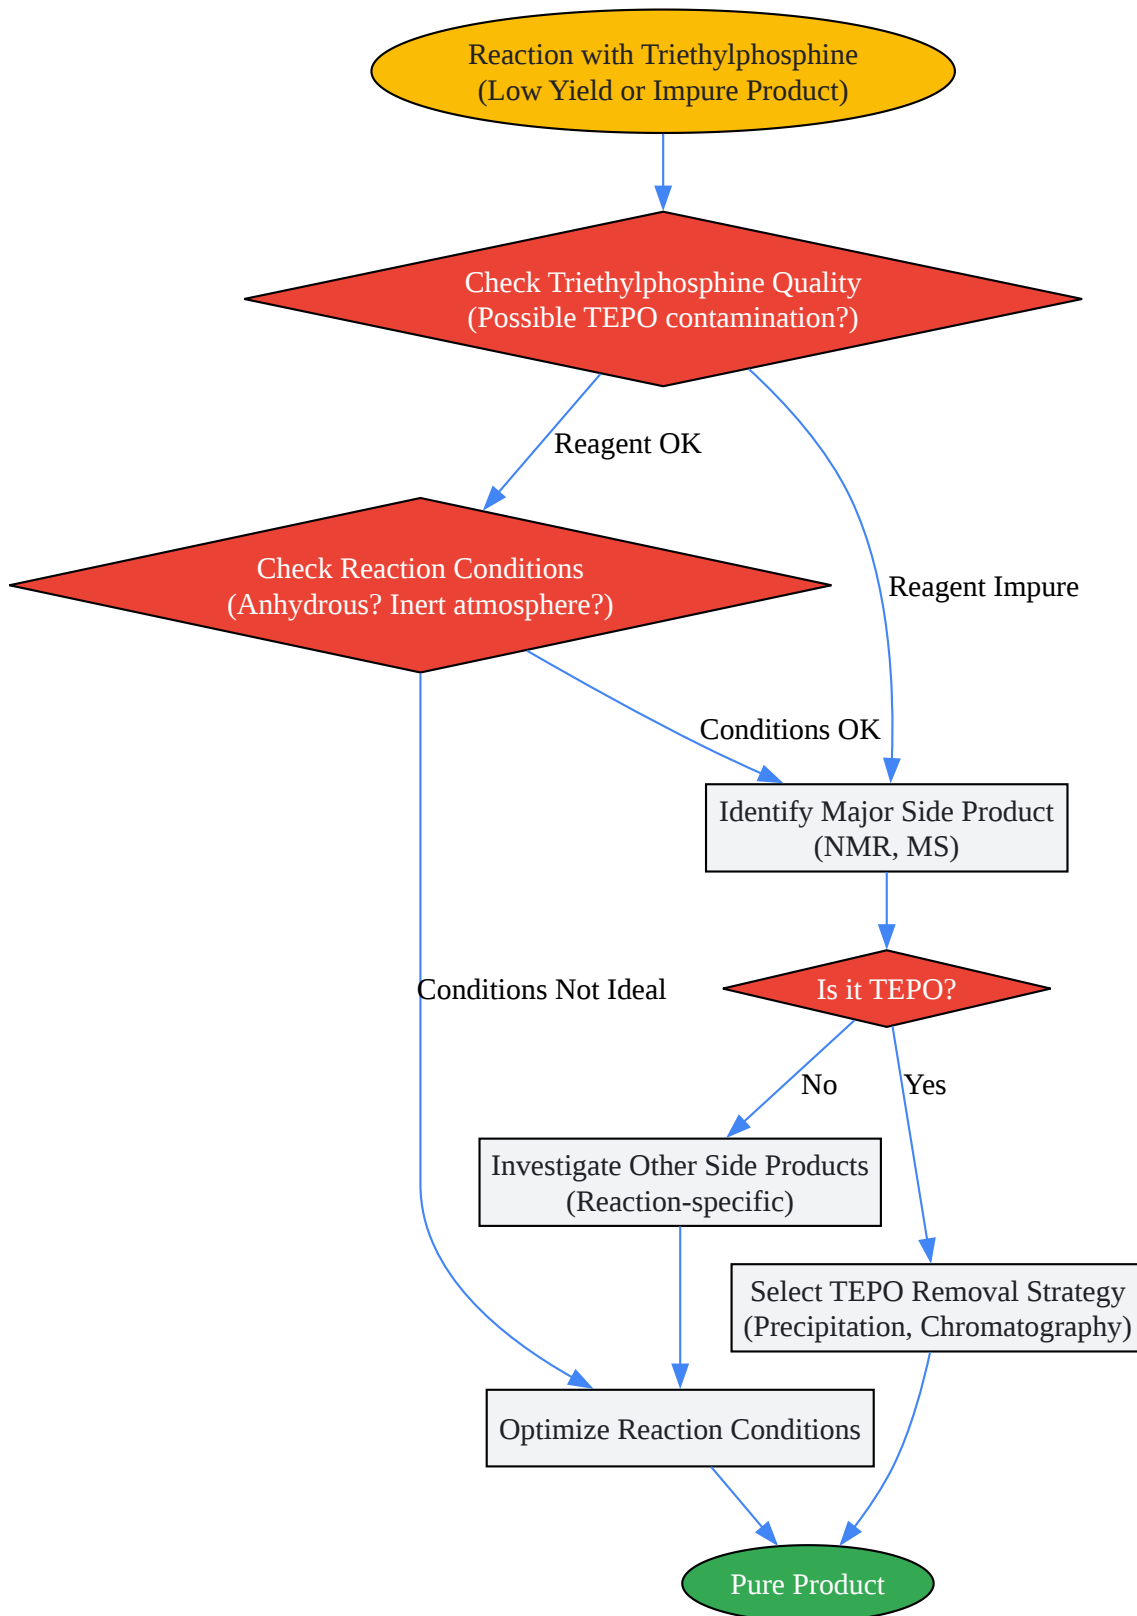 Reaction with Triethylphosphine
(Low Yield or Impure Product)
Check Triethylphosphine Quality
(Possible TEPO contamination?)
Reagent OK
Check Reaction Conditions
(Anhydrous? Inert atmosphere?)
Reagent Impure
Conditions OK
Identify Major Side Product
(NMR, MS)
Conditions Not Ideal
Is it TEPO?
No
Yes
Investigate Other Side Products
(Reaction-specific)
Select TEPO Removal Strategy
(Precipitation, Chromatography)
Optimize Reaction Conditions
Pure Product